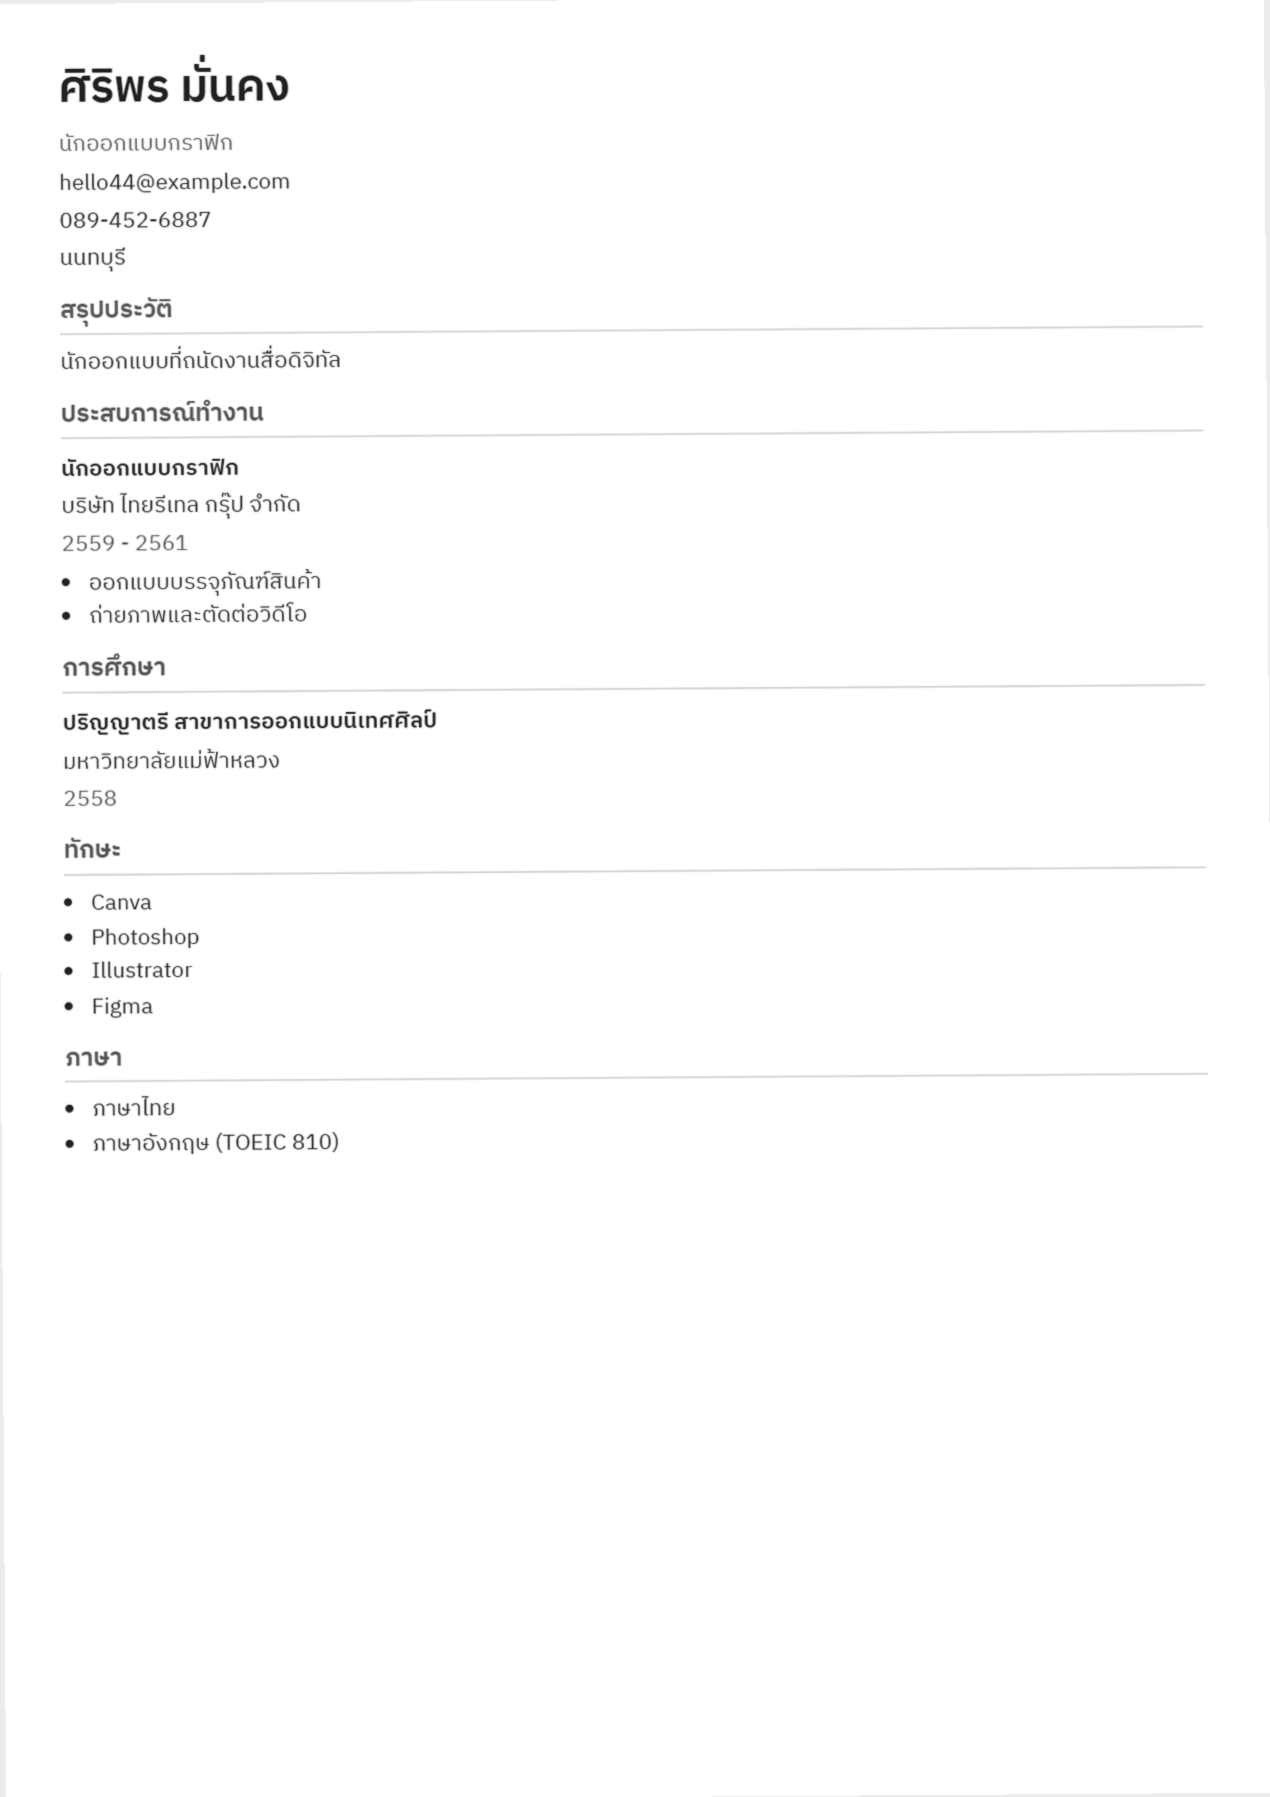 ศิริพร มั่นคง
นักออกแบบกราฟิก
hello44@example.com
089-452-6887
นนทบุรี
สรุปประวัติ
นักออกแบบที่ถนัดงานสื่อดิจิทัล
ประสบการณ์ทำงาน
นักออกแบบกราฟิก
บริษัท ไทยรีเทล กรุ๊ป จำกัด
2559 - 2561
• ออกแบบบรรจุภัณฑ์สินค้า
• ถ่ายภาพและตัดต่อวิดีโอ
การศึกษา
ปริญญาตรี สาขาการออกแบบนิเทศศิลป์
มหาวิทยาลัยแม่ฟ้าหลวง
2558
ทักษะ
• Canva
• Photoshop
• Illustrator
• Figma
ภาษา
• ภาษาไทย
• ภาษาอังกฤษ (TOEIC 810)